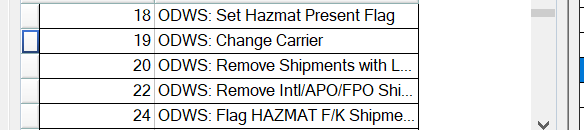 18 ODWS: Set Hazmat Present Flag
19 ODWS: Change Carrier
20 ODWS: Remove Shipments with L...
22 ODWS: Remove Intl/APO/FPO Shi...
24 ODWS: Flag HAZMAT F/K Shipme...